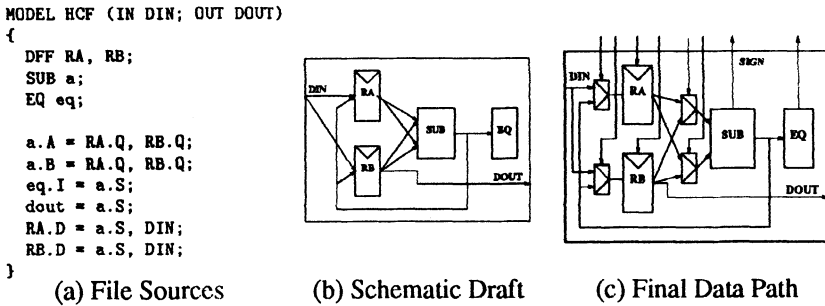 MODEL HCF (IN DIN; OUT DOUT)
{
DFF RA, RB;
SUB a;
EQ eq;
a.A = RA.Q, RB.Q;
a.B = RA.Q, RB.Q;
eq.I = a.S;
dout = a.S;
RA.D = a.S, DIN;
RB.D = a.S, DIN;
}
(a) File Sources
DIN
RA
SUB
EQ
RB
DOUT
(b) Schematic Draft
SIGN
DIN
RA
SUB
EQ
RB
DOUT
(c) Final Data Path